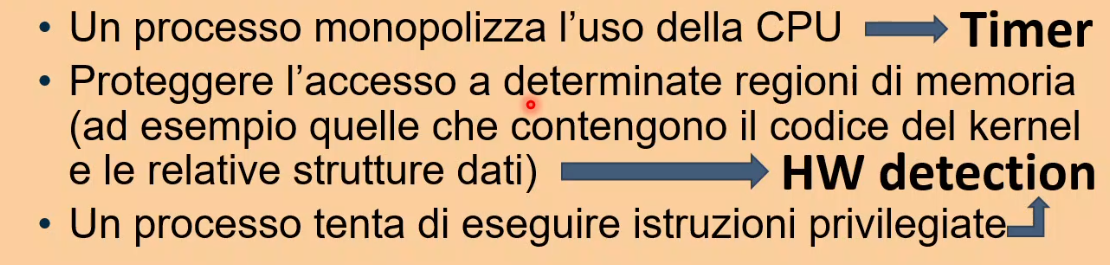 • Un processo monopolizza l'uso della CPU Timer
• Proteggere l'accesso a determinate regioni di memoria
(ad esempio quelle che contengono il codice del kernel
e le relative strutture dati) HW detection
• Un processo tenta di eseguire istruzioni privilegiate